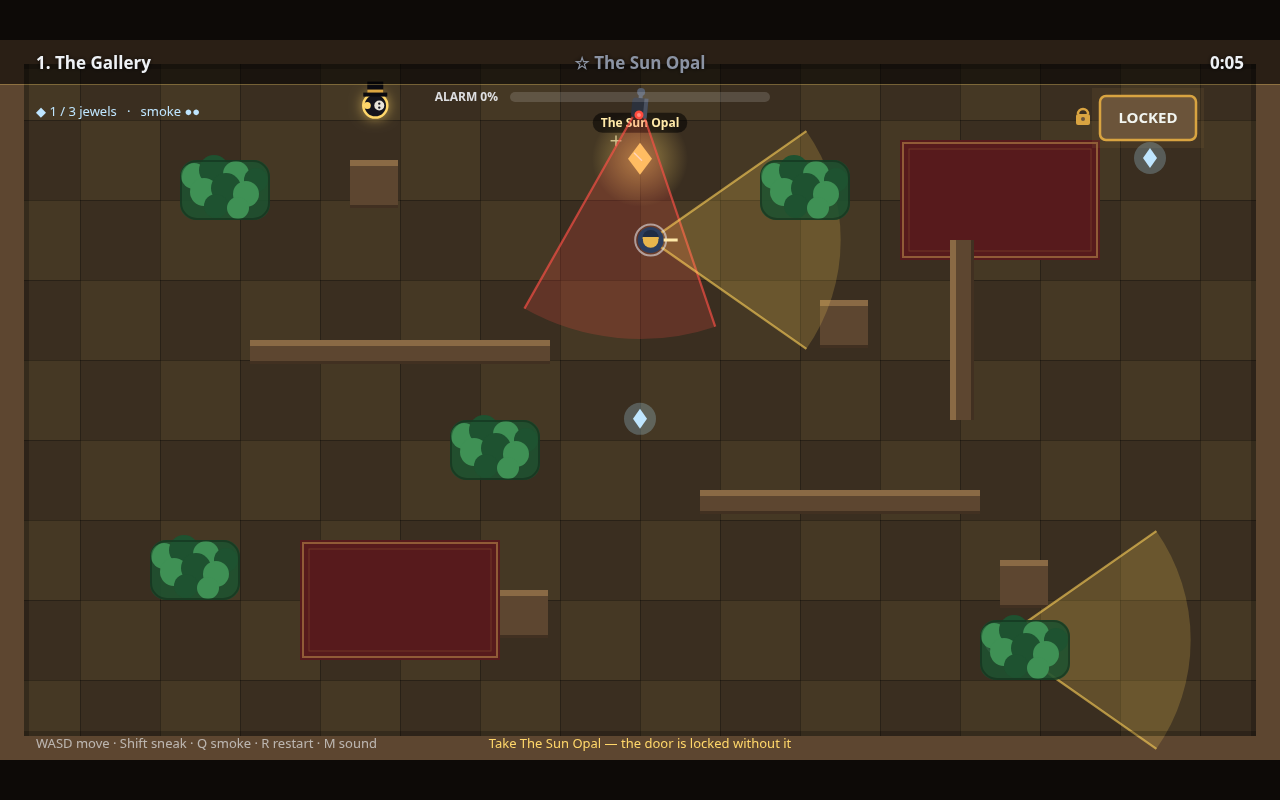 1. The Gallery
☆ The Sun Opal
0:05
◆ 1 / 3 jewels · smoke ●●
ALARM 0%
The Sun Opal
LOCKED
WASD move · Shift sneak · Q smoke · R restart · M sound
Take The Sun Opal — the door is locked without it